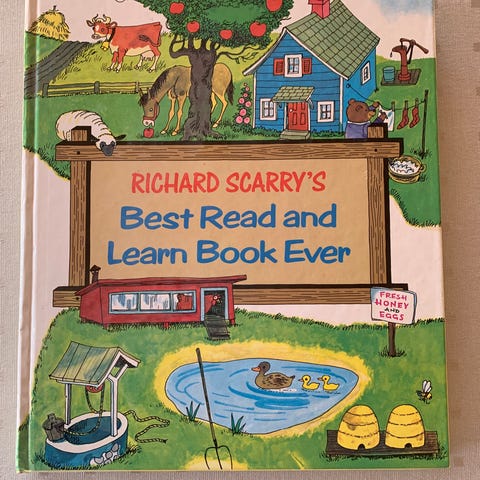 RICHARD SCARRY'S
Best Read and
Learn Book Ever
FRESH
HONEY
AND
EGGS